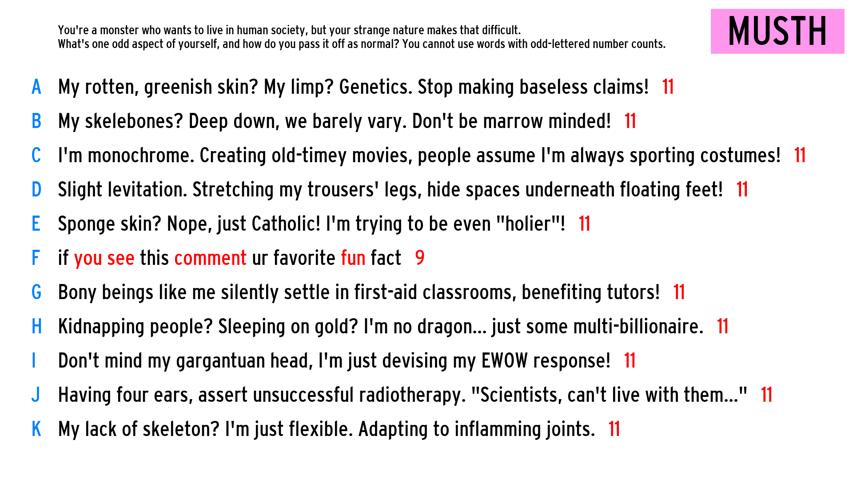 You're a monster who wants to live in human society, but your strange nature makes that difficult.
What's one odd aspect of yourself, and how do you pass it off as normal? You cannot use words with odd-lettered number counts.
MUSTH
A My rotten, greenish skin? My limp? Genetics. Stop making baseless claims! 11
B My skelebones? Deep down, we barely vary. Don't be marrow minded! 11
C I'm monochrome. Creating old-timey movies, people assume I'm always sporting costumes! 11
D Slight levitation. Stretching my trousers' legs, hide spaces underneath floating feet! 11
E Sponge skin? Nope, just Catholic! I'm trying to be even "holier"! 11
F if you see this comment ur favorite fun fact 9
G Bony beings like me silently settle in first-aid classrooms, benefiting tutors! 11
H Kidnapping people? Sleeping on gold? I'm no dragon... just some multi-billionaire. 11
I Don't mind my gargantuan head, I'm just devising my EWOW response! 11
J Having four ears, assert unsuccessful radiotherapy. "Scientists, can't live with them..." 11
K My lack of skeleton? I'm just flexible. Adapting to inflamming joints. 11